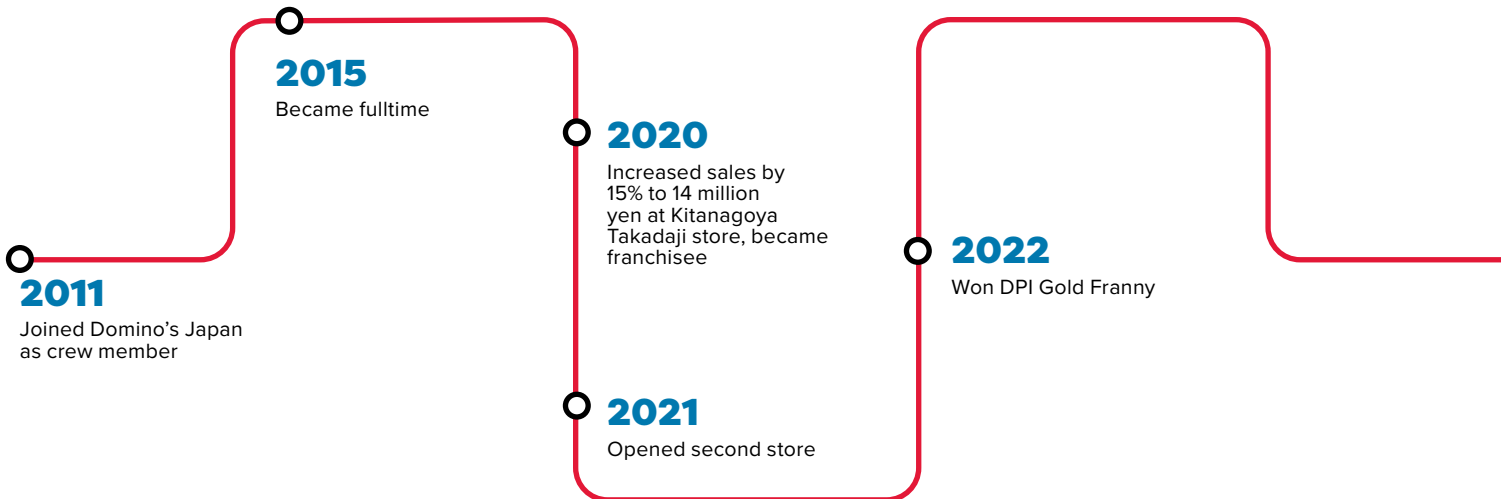 2015
Became fulltime
2020
Increased sales by
15% to 14 million
yen at Kitanagoya
Takadaji store, became
franchisee
2011
Joined Domino’s Japan
as crew member
2022
Won DPI Gold Franny
2021
Opened second store